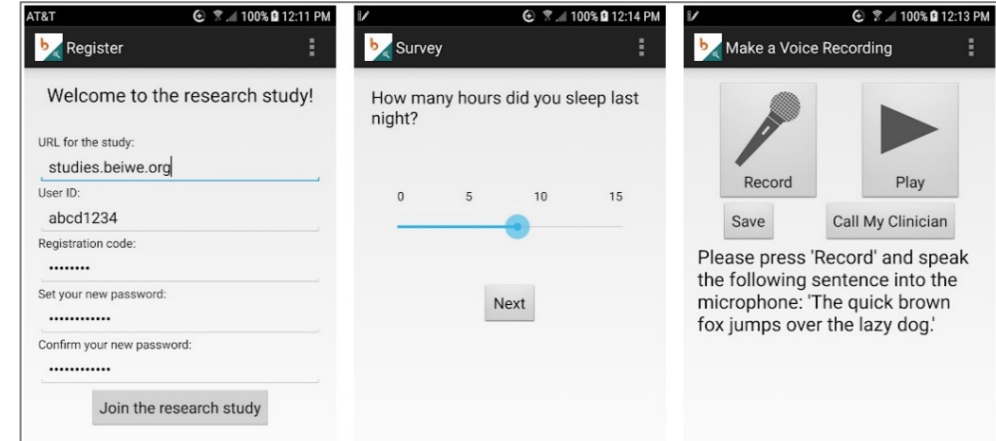 AT&T 100% 12:11 PM
Register
Welcome to the research study!
URL for the study:
studies.beiwe.org
User ID:
abcd1234
Registration code:
••••••••
Set your new password:
••••••••••••
Confirm your new password:
••••••••••••
Join the research study
100% 12:14 PM
Survey
How many hours did you sleep last
night?
0 5 10 15
Next
100% 12:13 PM
Make a Voice Recording
Record Play
Save Call My Clinician
Please press 'Record' and speak
the following sentence into the
microphone: 'The quick brown
fox jumps over the lazy dog.'